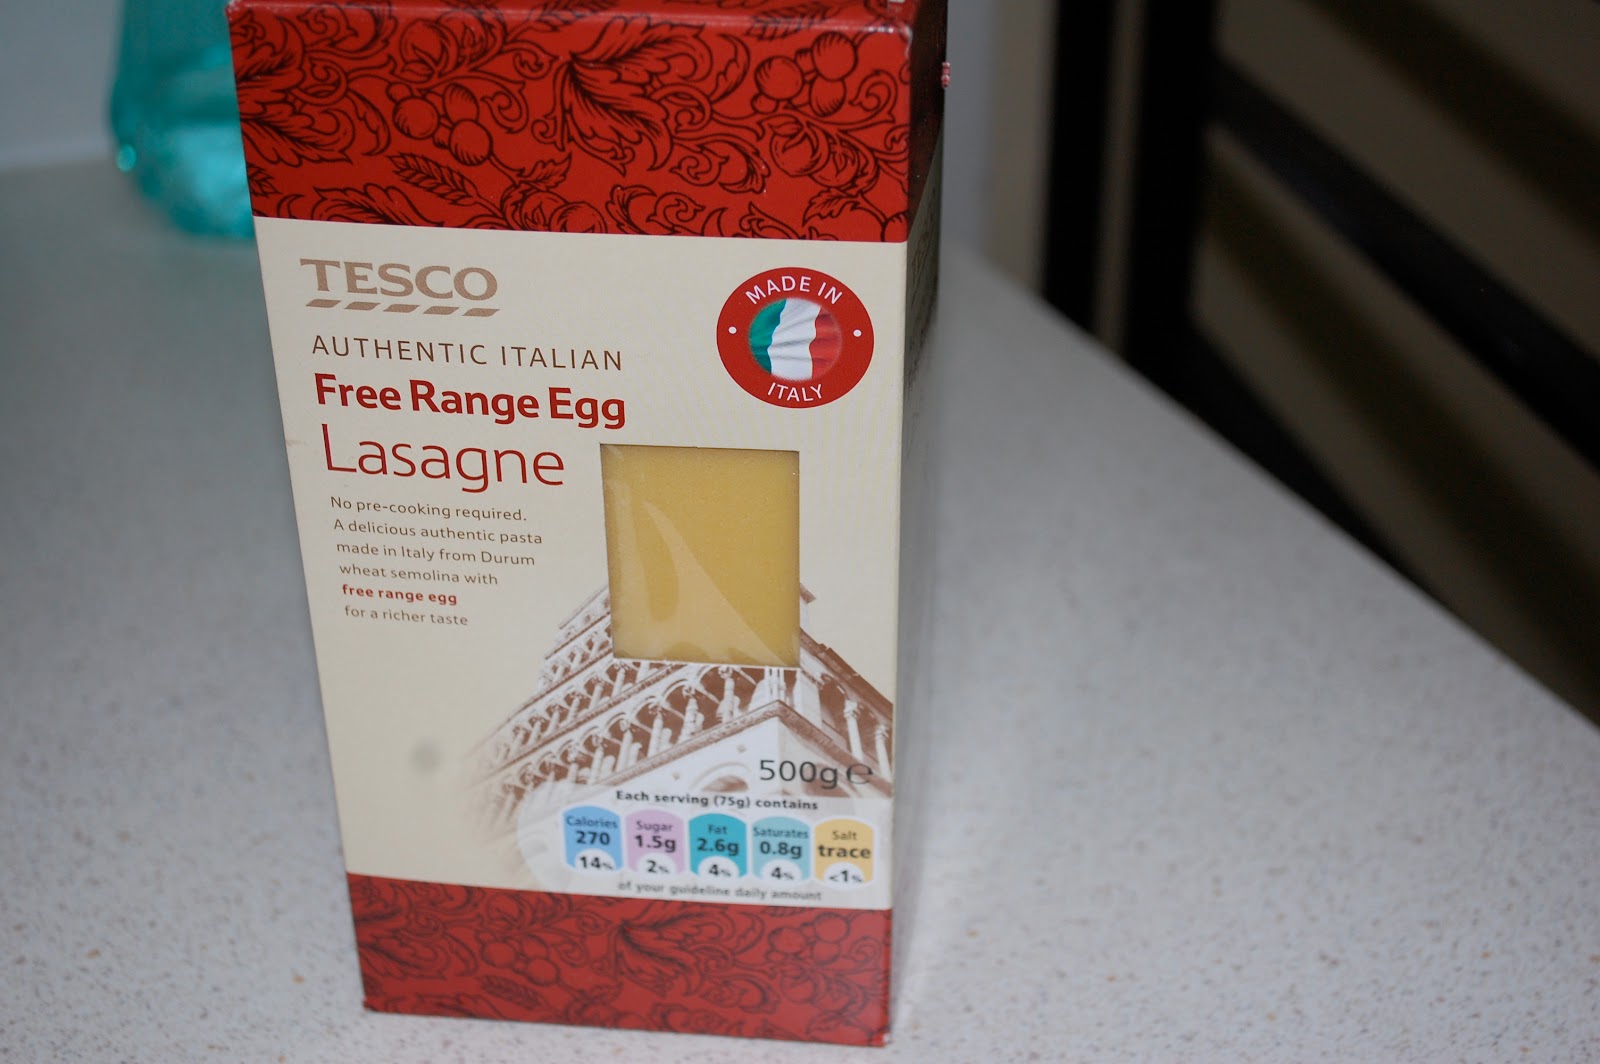 TESCO
AUTHENTIC ITALIAN
Free Range Egg
Lasagne
No pre-cooking required.
A delicious authentic pasta
made in Italy from Durum
wheat semolina with
free range egg
for a richer taste
MADE IN
ITALY
500g℮
Each serving (75g) contains
Calories Sugar Fat Saturates Salt
270 1.5g 2.6g 0.8g trace
14% 2% 4% 4% <1%
of your guideline daily amount